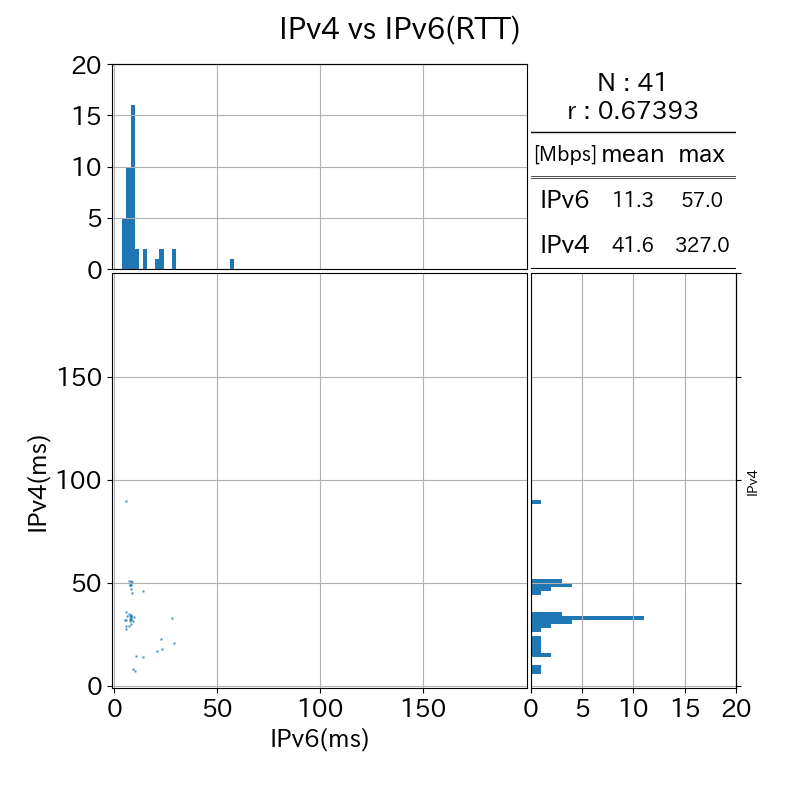 IPv4 vs IPv6(RTT)
20
15
10
5
0
N : 41
r : 0.67393
[Mbps] mean max
IPv6 11.3 57.0
IPv4 41.6 327.0
IPv4(ms)
150
100
50
0
0 50 100 150
IPv6(ms)
IPv4
0 5 10 15 20